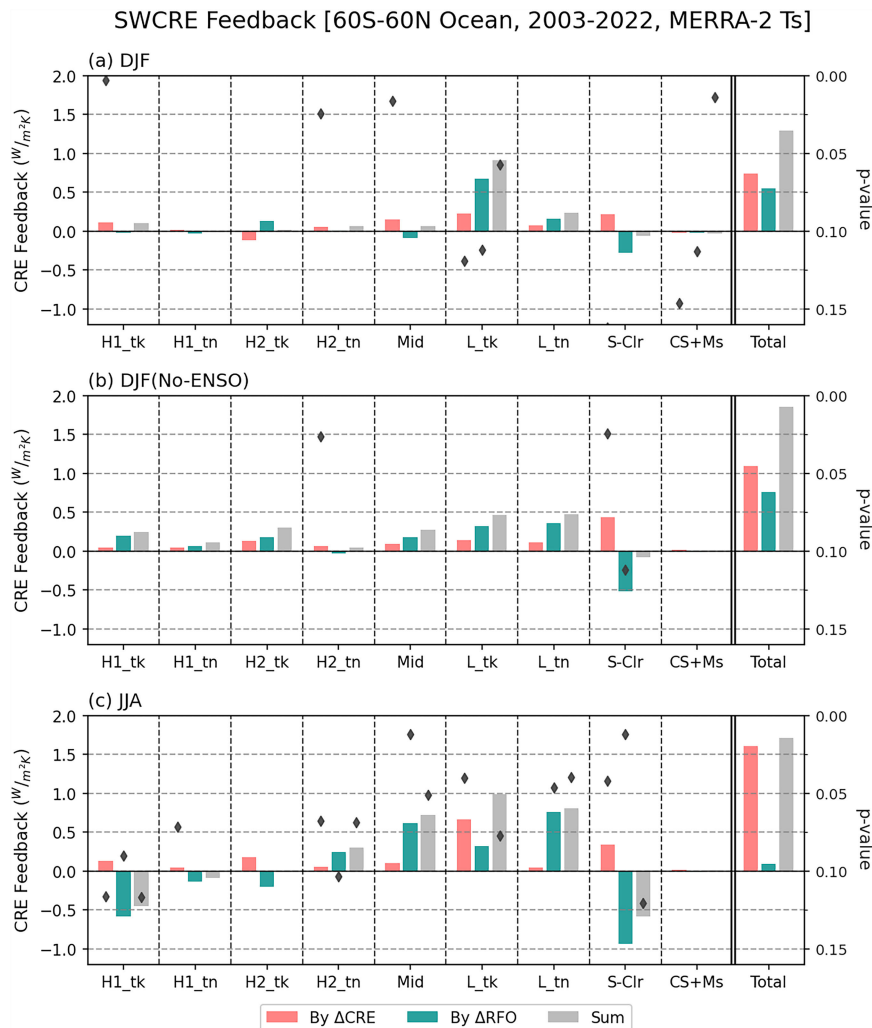 SWCRE Feedback [60S-60N Ocean, 2003-2022, MERRA-2 Ts]
(a) DJF
CRE Feedback (W/m²K)
2.0
1.5
1.0
0.5
0.0
−0.5
−1.0
0.00
0.05
0.10
0.15
p-value
H1_tk H1_tn H2_tk H2_tn Mid L_tk L_tn S-Clr CS+Ms Total
(b) DJF(No-ENSO)
CRE Feedback (W/m²K)
2.0
1.5
1.0
0.5
0.0
−0.5
−1.0
0.00
0.05
0.10
0.15
p-value
H1_tk H1_tn H2_tk H2_tn Mid L_tk L_tn S-Clr CS+Ms Total
(c) JJA
CRE Feedback (W/m²K)
2.0
1.5
1.0
0.5
0.0
−0.5
−1.0
0.00
0.05
0.10
0.15
p-value
H1_tk H1_tn H2_tk H2_tn Mid L_tk L_tn S-Clr CS+Ms Total
By ΔCRE By ΔRFO Sum